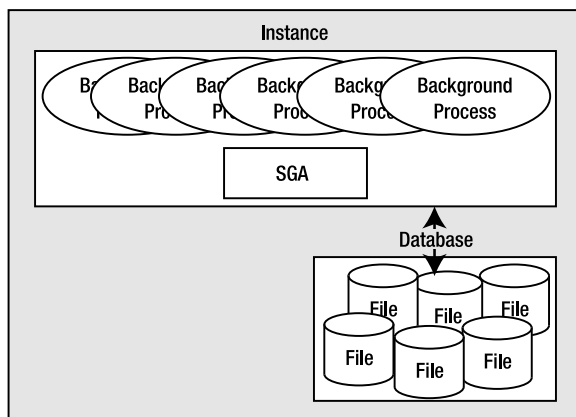 Instance
Background
Process
SGA
Database
File
File
File
File
File
File